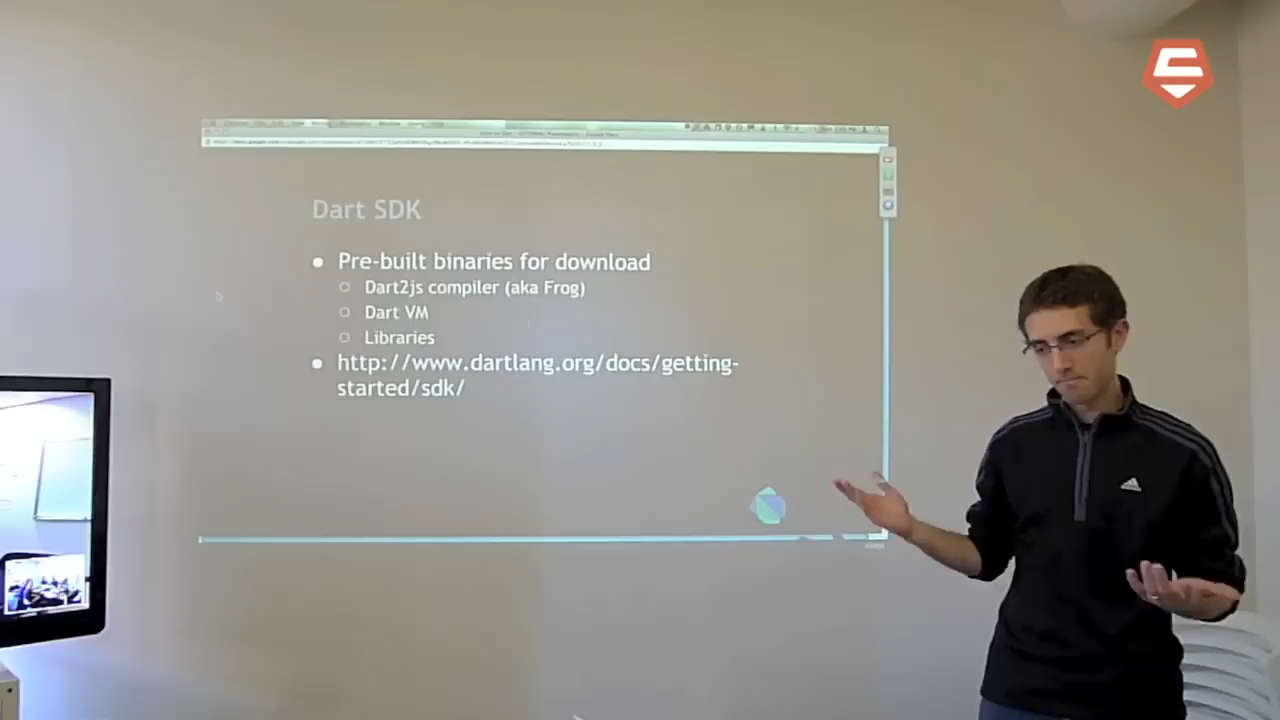 Dart SDK
Pre-built binaries for download
Dart2js compiler (aka Frog)
Dart VM
Libraries
http://www.dartlang.org/docs/getting-
started/sdk/
adidas